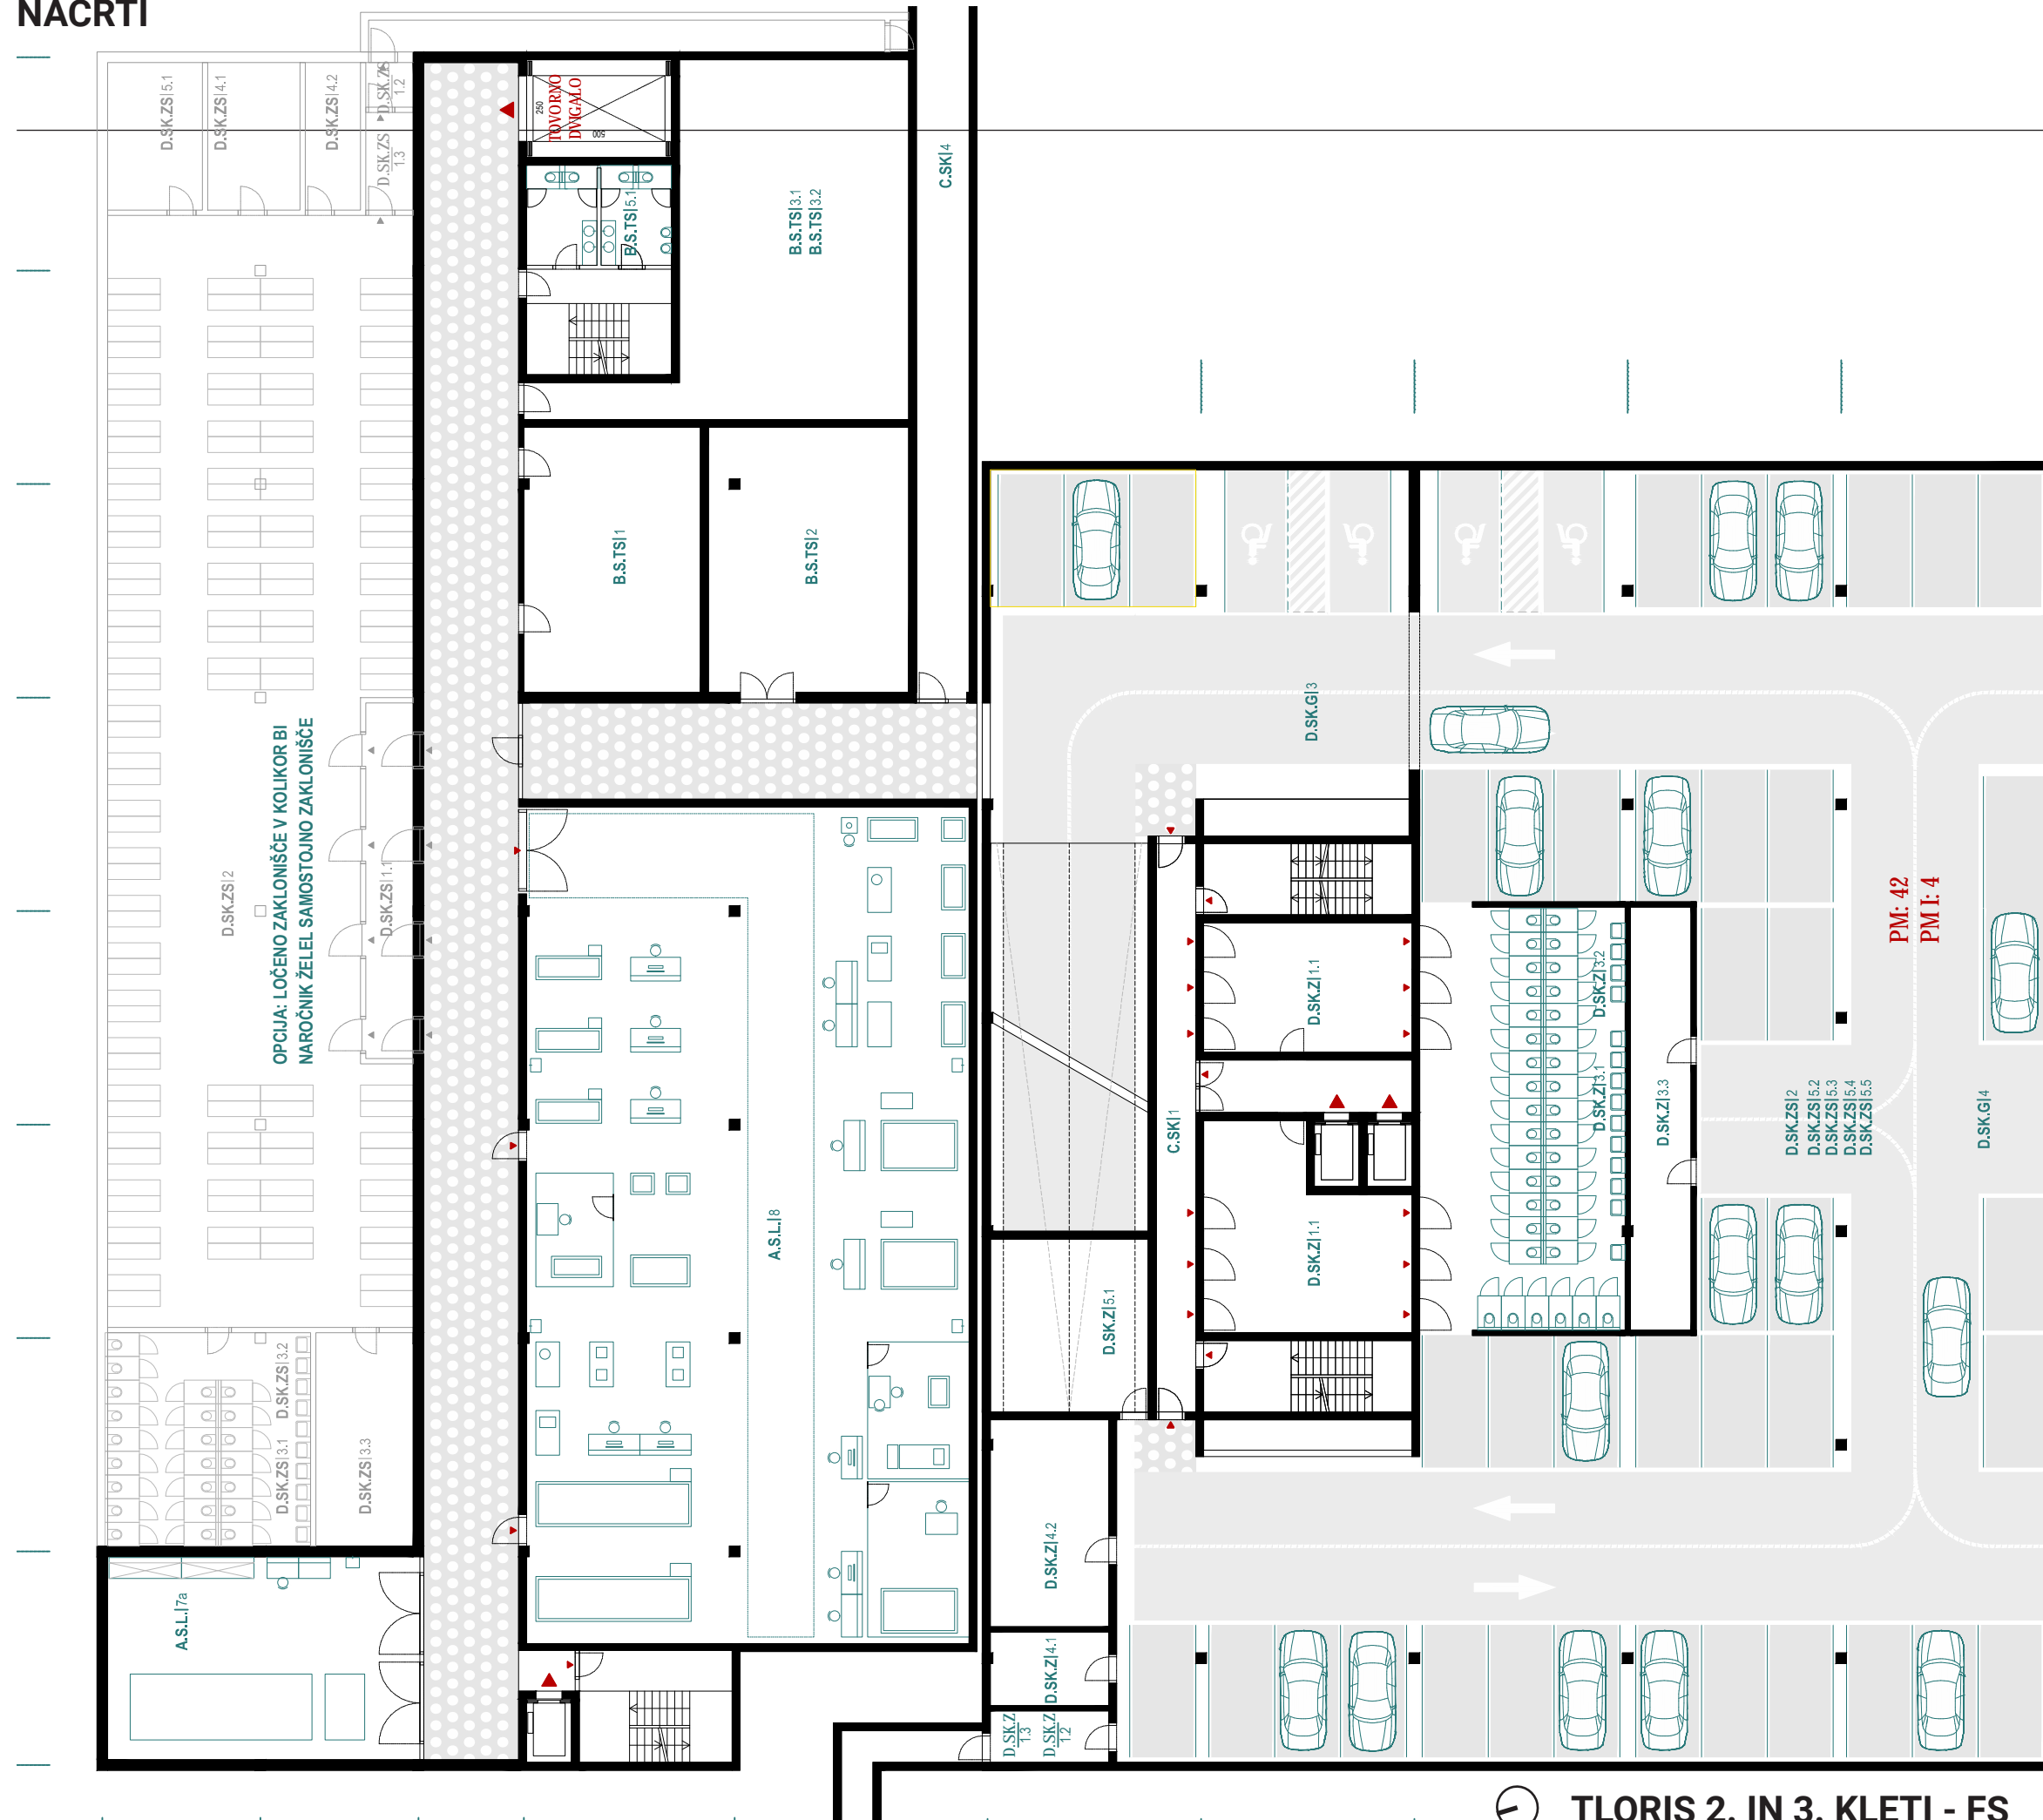 NAČRTI
D.SK.ZS|5.1
D.SK.ZS|4.1
D.SK.ZS|4.2
D.SK.ZS
1.2
D.SK.ZS
1.3
250
500
TOVORNO
DVIGALO
B.S.TS|5.1
B.S.TS|3.1
B.S.TS|3.2
C.SK|4
B.S.TS|1
B.S.TS|2
D.SK.G|3
D.SK.ZS|2
OPCIJA: LOČENO ZAKLONIŠČE V KOLIKOR BI
NAROČNIK ŽELEL SAMOSTOJNO ZAKLONIŠČE
D.SK.ZS|1.1
A.S.L.|8
C.SK|1
D.SK.Z|1.1
D.SK.Z|1.1
D.SK.Z|3.2
D.SK.Z|3.1
D.SK.Z|3.3
PM: 42
PM I: 4
D.SK.ZS|2
D.SK.ZS|5.2
D.SK.ZS|5.3
D.SK.ZS|5.4
D.SK.ZS|5.5
D.SK.G|4
D.SK.Z|5.1
D.SK.ZS|3.2
D.SK.ZS|3.1
D.SK.ZS|3.3
A.S.L.|7a
D.SK.Z|4.2
D.SK.Z|4.1
D.SK.Z
1.3
D.SK.Z
1.2
TLORIS 2. IN 3. KLETI - FS